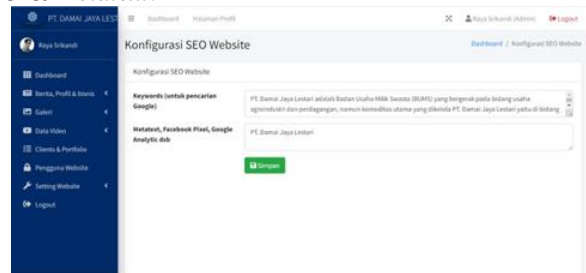 PT. DAMAI JAYA LEST
Dashboard Halaman Profil
Raya Srikandi (Admin) Logout
Raya Srikandi
Konfigurasi SEO Website
Dashboard / Konfigurasi SEO Website
Dashboard
Berita, Profil & bisnis
Galeri
Data Video
Clients & Portfolio
Pengguna Website
Setting Website
Logout
Konfigurasi SEO Website
Keywords (untuk pencarian Google)
PT. Damai Jaya Lestari adalah Badan Usaha Milik Swasta (BUMS) yang bergerak pada bidang usaha
agroindustri dan perdagangan, namun komoditas utama yang dikelola PT. Damai Jaya Lestari yaitu di bidang
Metatext, Facebook Pixel, Google
Analytic dsb
PT. Damai Jaya Lestari
Simpan